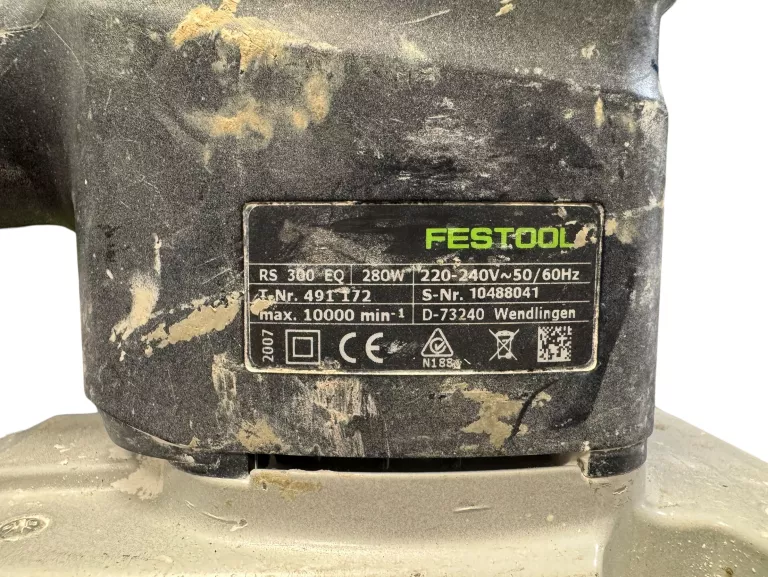 FESTOOL
RS 300 EQ 280W 220-240V~50/60Hz
T-Nr. 491 172 S-Nr. 10488041
max. 10000 min-1 D-73240 Wendlingen
2007 CE